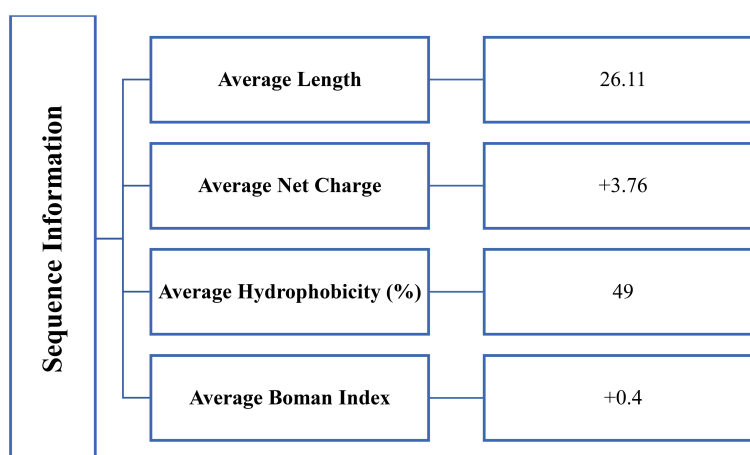 Sequence Information
Average Length
26.11
Average Net Charge
+3.76
Average Hydrophobicity (%)
49
Average Boman Index
+0.4